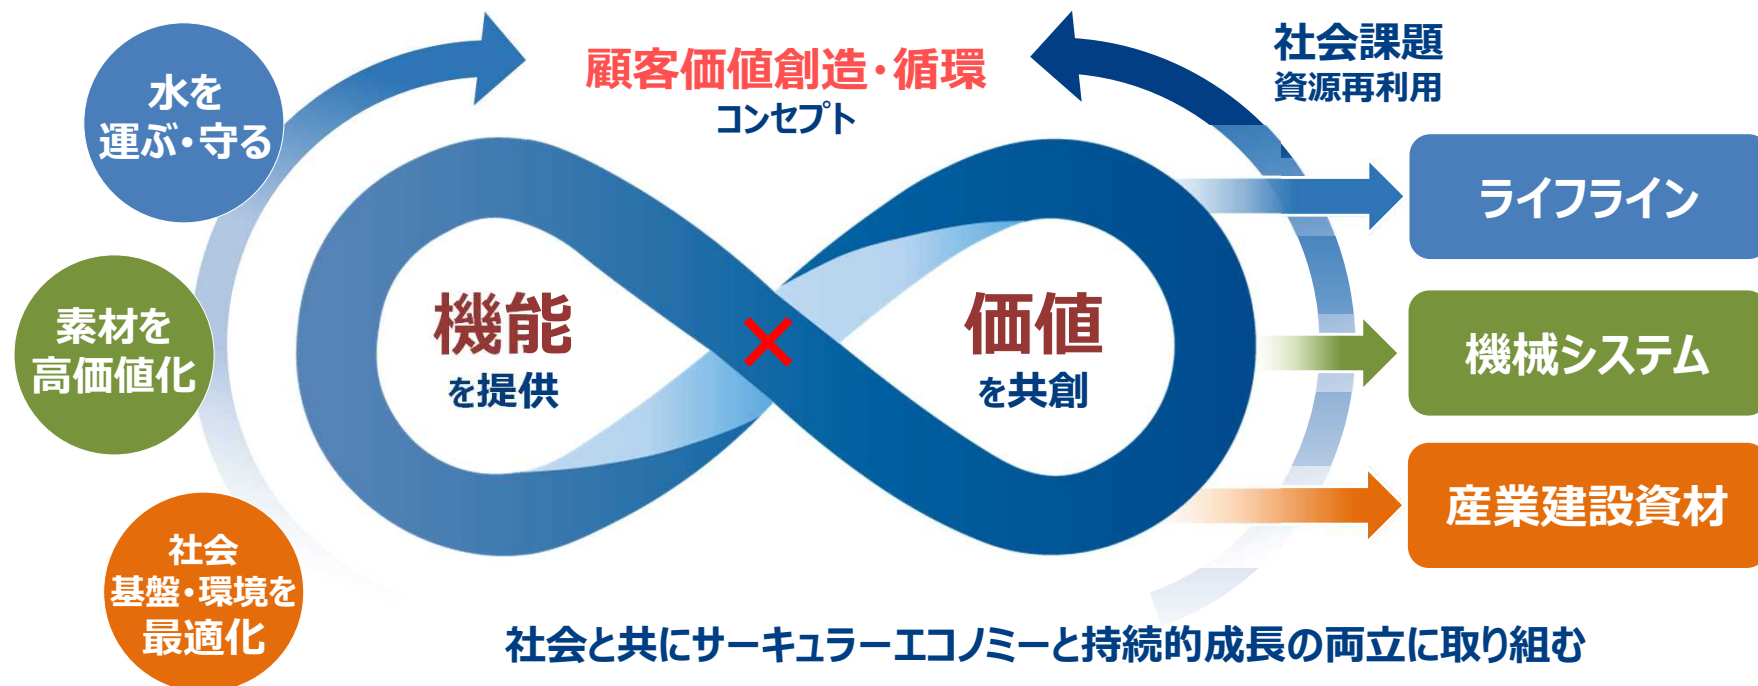 顧客価値創造・循環
コンセプト
社会課題
資源再利用
水を
運ぶ・守る
素材を
高価値化
社会
基盤・環境を
最適化
機能
を提供
×
価値
を共創
ライフライン
機械システム
産業建設資材
社会と共にサーキュラーエコノミーと持続的成長の両立に取り組む